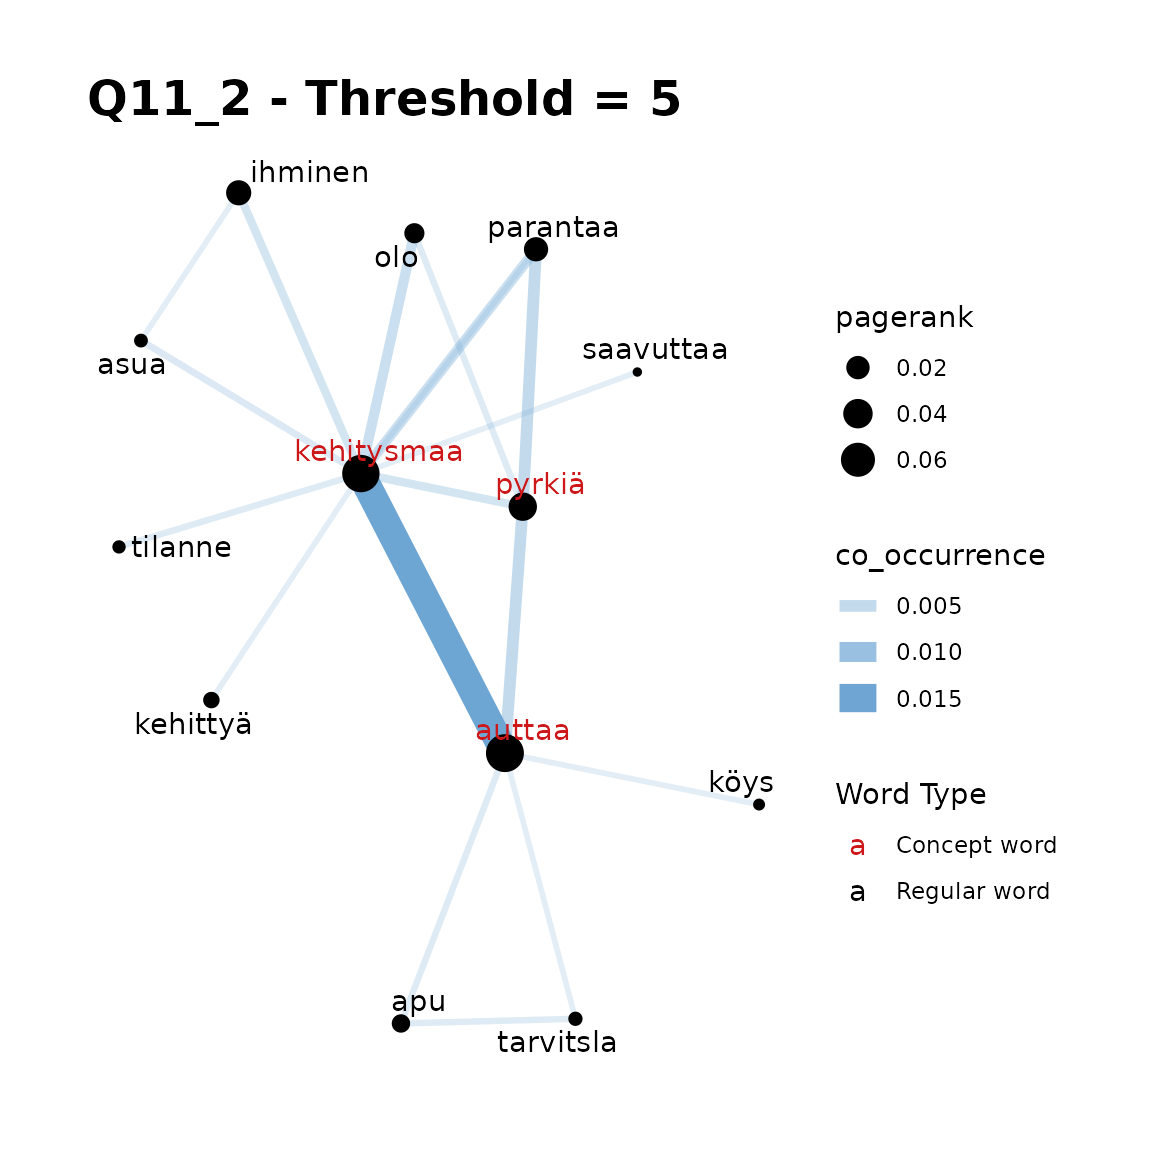 Q11_2 - Threshold = 5
ihminen
parantaa
olo
saavuttaa
asua
kehitysmaa
pyrkiä
tilanne
kehittyä
auttaa
köys
apu
tarvitsla
pagerank
0.02
0.04
0.06
co_occurrence
0.005
0.010
0.015
Word Type
a Concept word
a Regular word